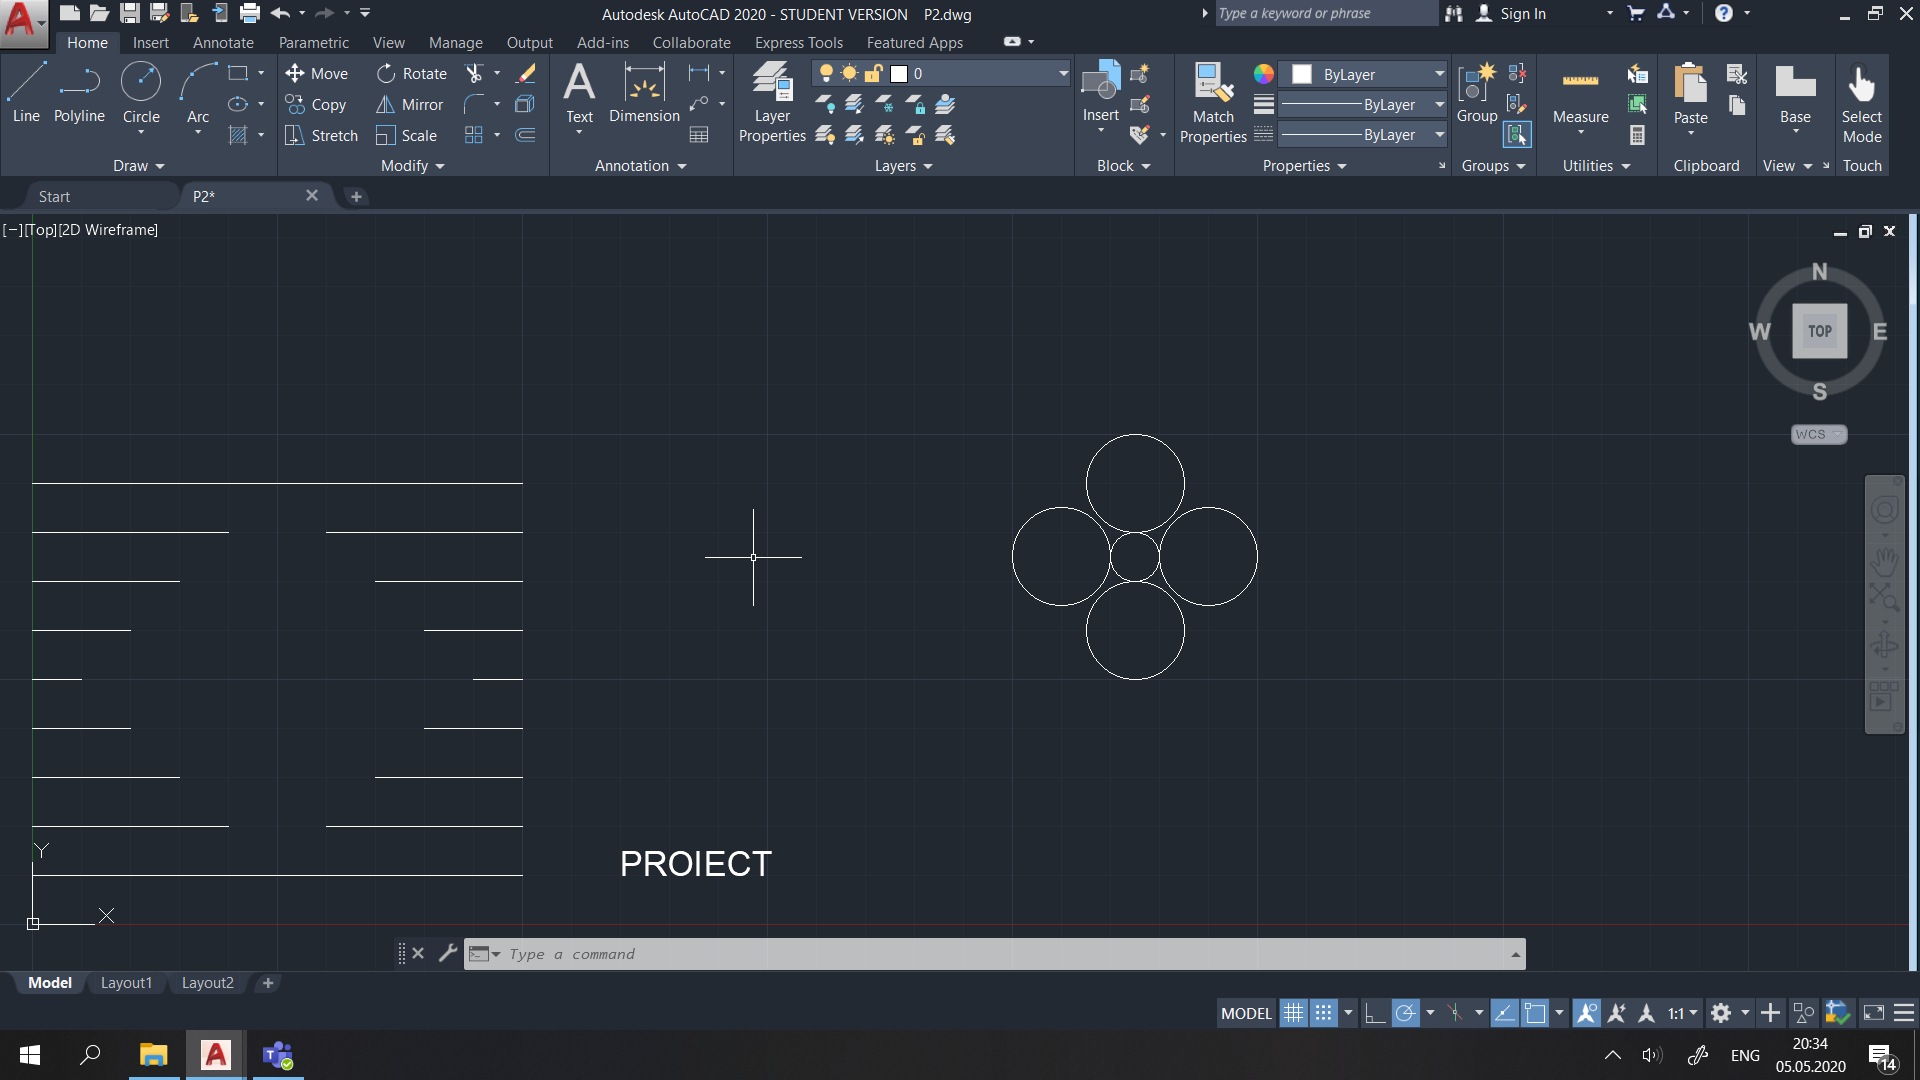 Autodesk AutoCAD 2020 - STUDENT VERSION P2.dwg
Type a keyword or phrase
Sign In
Home Insert Annotate Parametric View Manage Output Add-ins Collaborate Express Tools Featured Apps
Line Polyline Circle Arc
Move Rotate
Copy Mirror
Stretch Scale
Text Dimension
Layer Properties
0
Insert
Match Properties
ByLayer
ByLayer
ByLayer
Group
Measure
Paste
Base
Select Mode
Draw Modify Annotation Layers Block Properties Groups Utilities Clipboard View Touch
Start P2*
[−][Top][2D Wireframe]
N
W TOP E
S
WCS
PROIECT
Y
X
Type a command
Model Layout1 Layout2
MODEL 1:1
ENG
20:34
05.05.2020
14